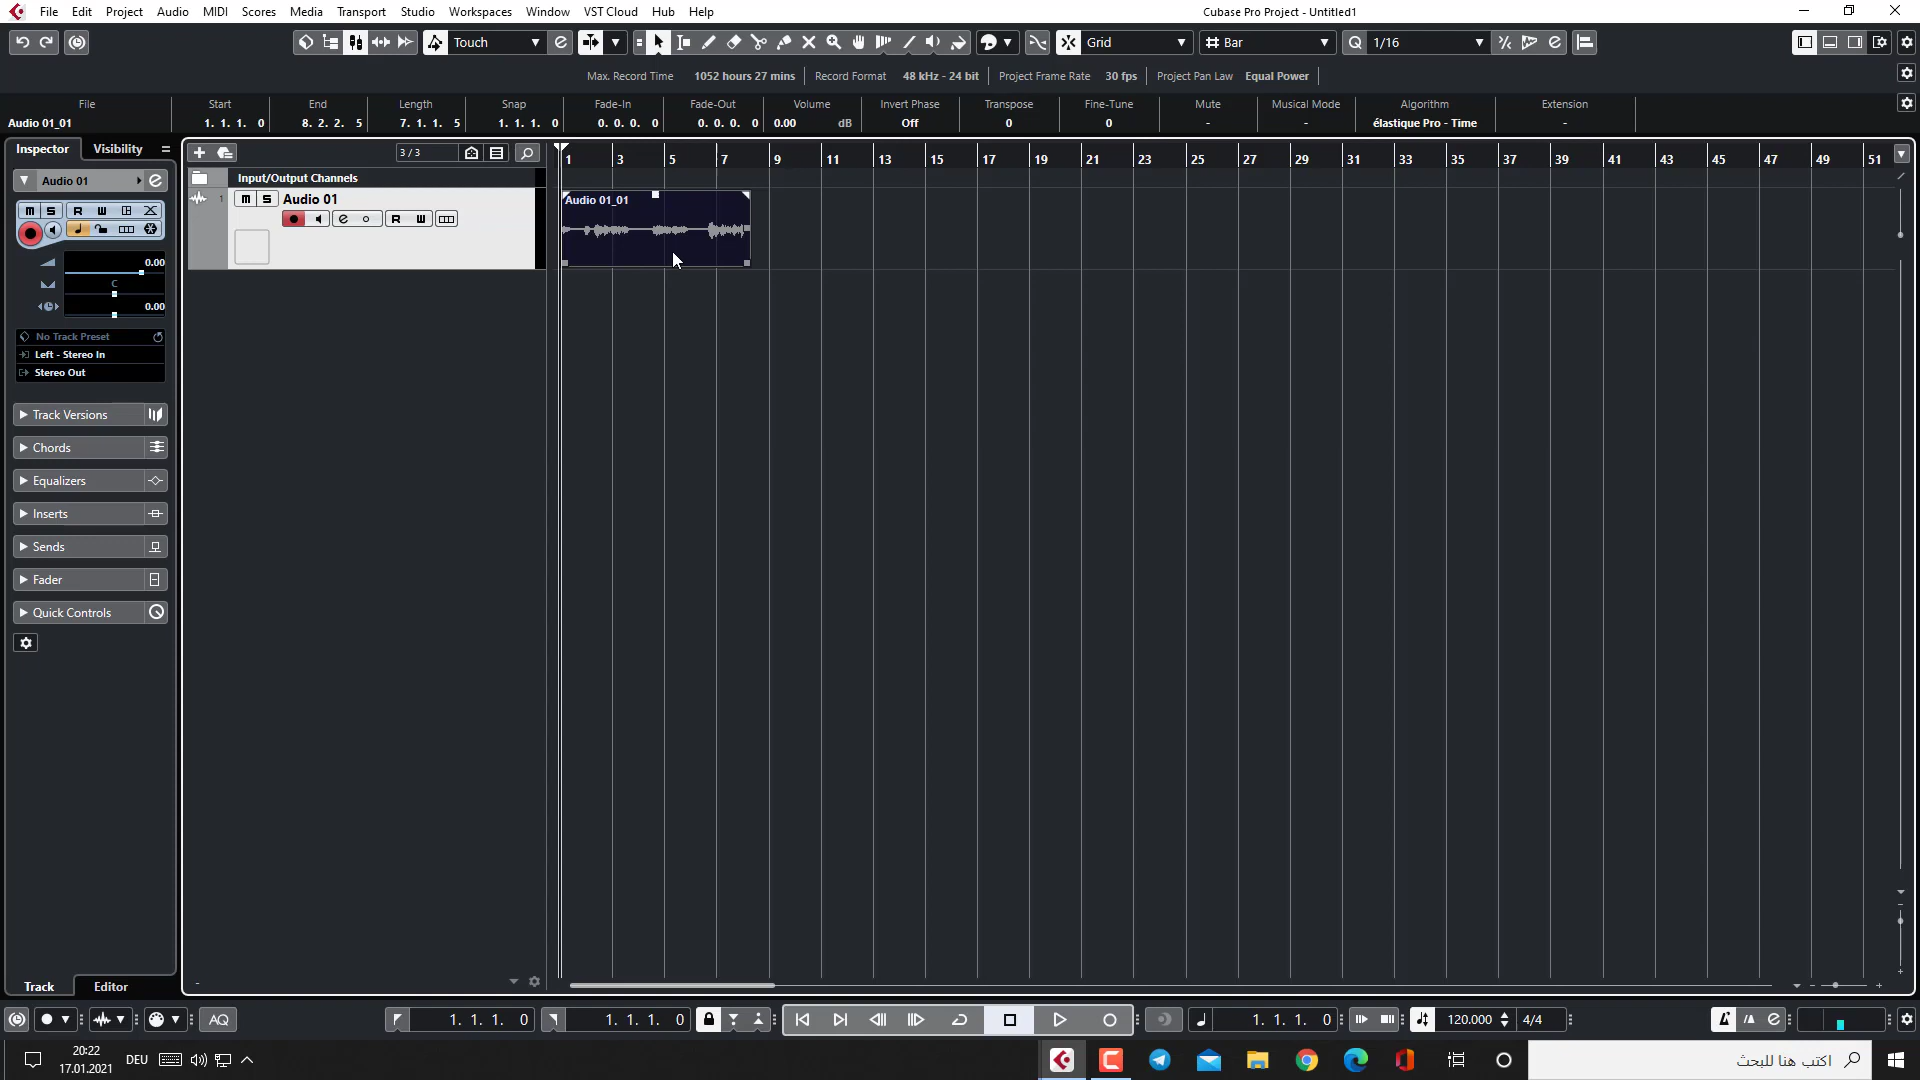 File Edit Project Audio MIDI Scores Media Transport Studio Workspaces Window VST Cloud Hub Help Cubase Pro Project - Untitled1
Touch Grid Bar Q 1/16
Max. Record Time 1052 hours 27 mins Record Format 48 kHz - 24 bit Project Frame Rate 30 fps Project Pan Law Equal Power
File Start End Length Snap Fade-In Fade-Out Volume Invert Phase Transpose Fine-Tune Mute Musical Mode Algorithm Extension
Audio 01_01 1. 1. 1. 0 8. 2. 2. 5 7. 1. 1. 5 1. 1. 1. 0 0. 0. 0. 0 0. 0. 0. 0 0.00 dB Off 0 0 - - élastique Pro - Time -
Inspector Visibility
3 / 3
1 3 5 7 9 11 13 15 17 19 21 23 25 27 29 31 33 35 37 39 41 43 45 47 49 51
Audio 01
Input/Output Channels
1 M S Audio 01
R W
Audio 01_01
M S R W
0.00
C
0.00
No Track Preset
Left - Stereo In
Stereo Out
Track Versions
Chords
Equalizers
Inserts
Sends
Fader
Quick Controls
Track Editor
AQ 1. 1. 1. 0 1. 1. 1. 0 1. 1. 1. 0 120.000 4/4
20:22
17.01.2021
DEU
اكتب هنا للبحث